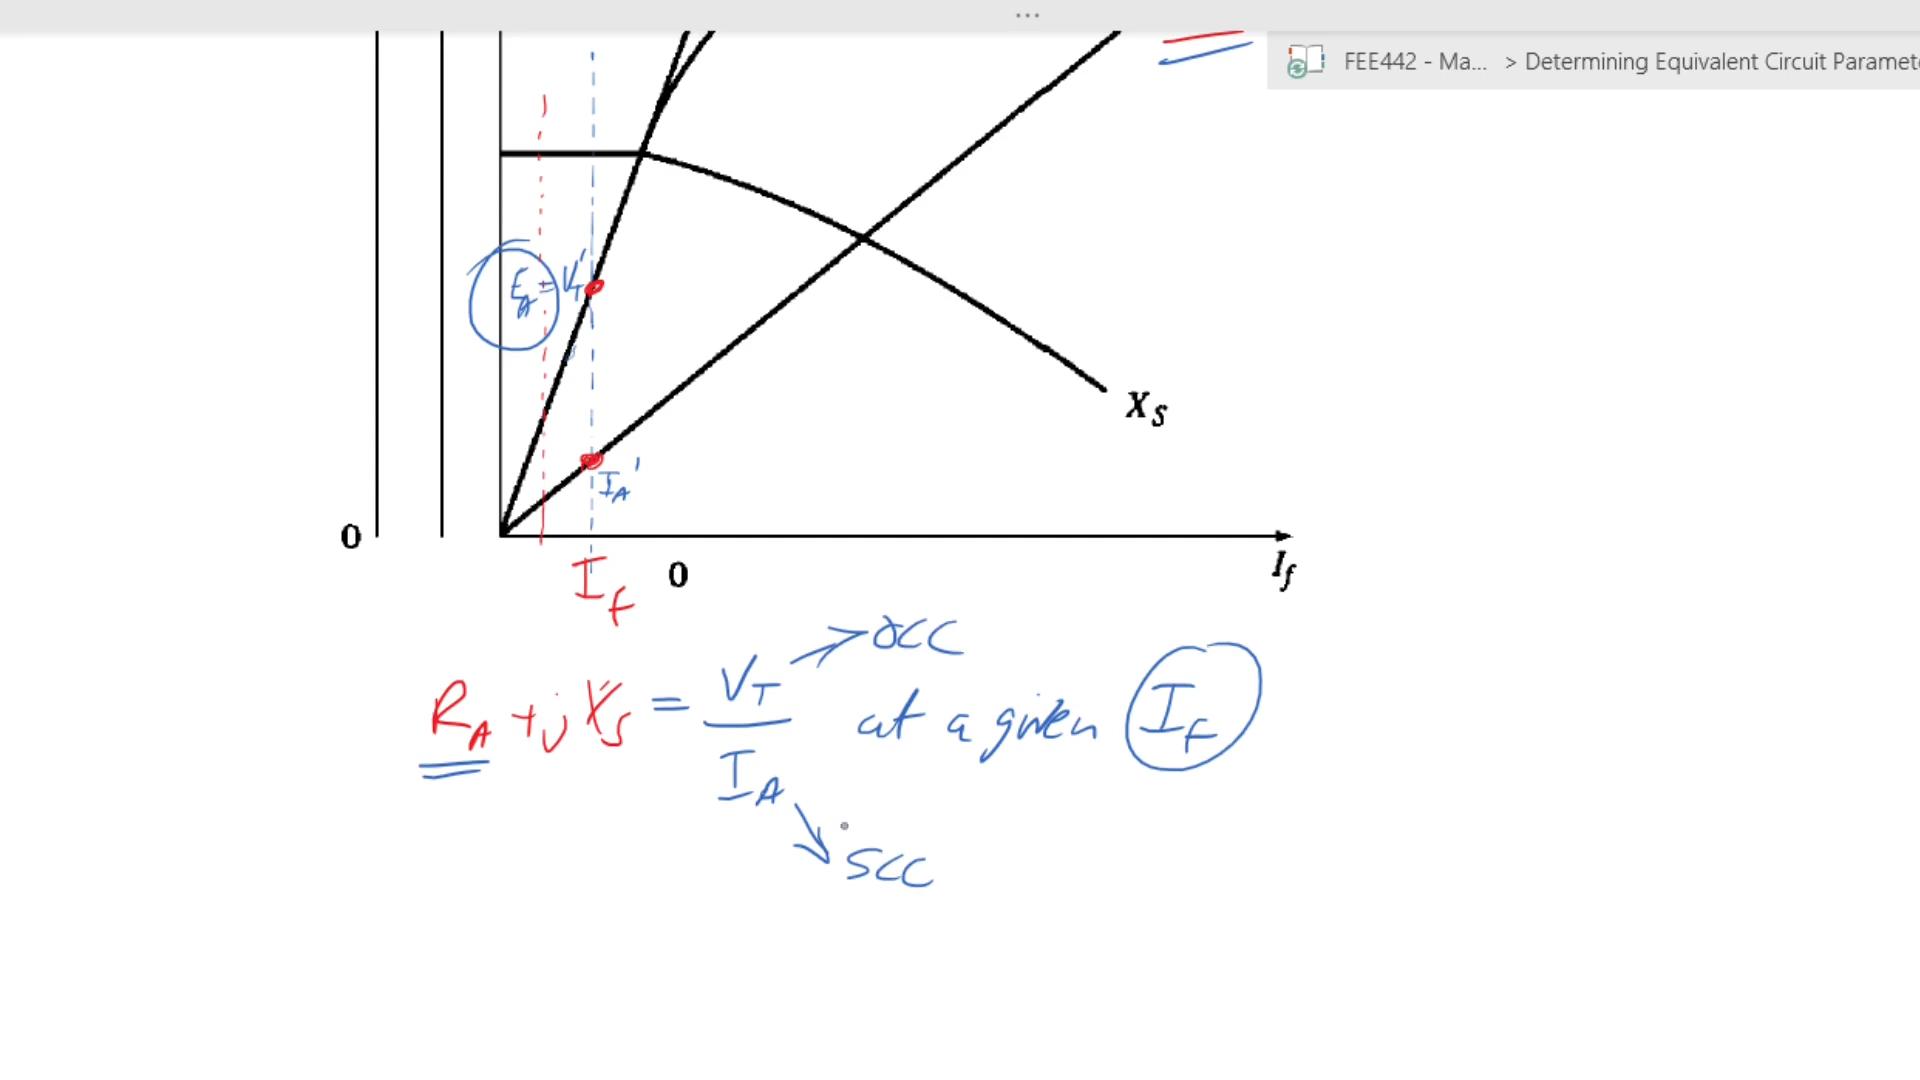 ...
FEE442 - Ma... > Determining Equivalent Circuit Paramet
E_A = V_T'
X_S
I_A'
0
0
I_f
I_f
OCC
R_A + jX_S = V_T / I_A at a given I_F
SCC